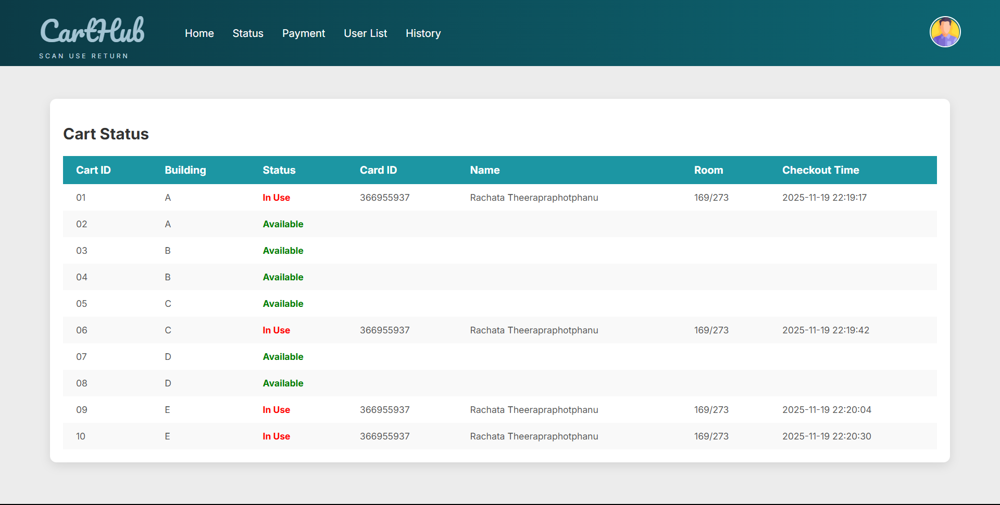 CartHub
SCAN USE RETURN
Home Status Payment User List History
Cart Status
Cart ID Building Status Card ID Name Room Checkout Time
01 A In Use 366955937 Rachata Theerapraphotphanu 169/273 2025-11-19 22:19:17
02 A Available
03 B Available
04 B Available
05 C Available
06 C In Use 366955937 Rachata Theerapraphotphanu 169/273 2025-11-19 22:19:42
07 D Available
08 D Available
09 E In Use 366955937 Rachata Theerapraphotphanu 169/273 2025-11-19 22:20:04
10 E In Use 366955937 Rachata Theerapraphotphanu 169/273 2025-11-19 22:20:30